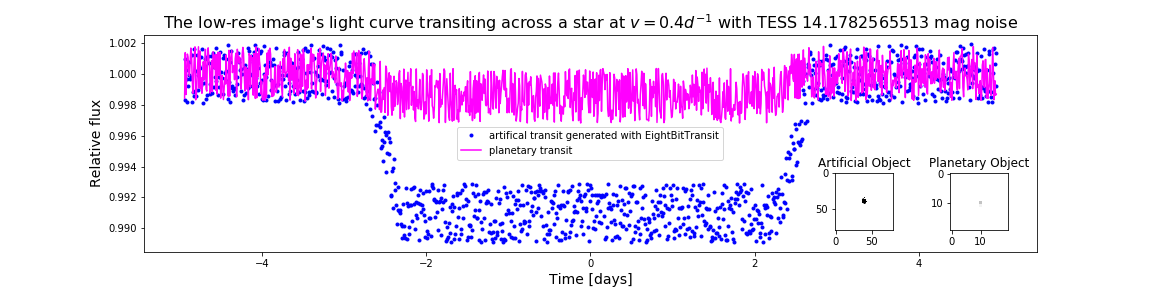 The low-res image's light curve transiting across a star at v = 0.4d⁻¹ with TESS 14.1782565513 mag noise
Relative flux
1.002
1.000
0.998
0.996
0.994
0.992
0.990
artifical transit generated with EightBitTransit
planetary transit
Artificial Object
0
50
0
50
Planetary Object
0
10
0
10
−4
−2
0
2
4
Time [days]